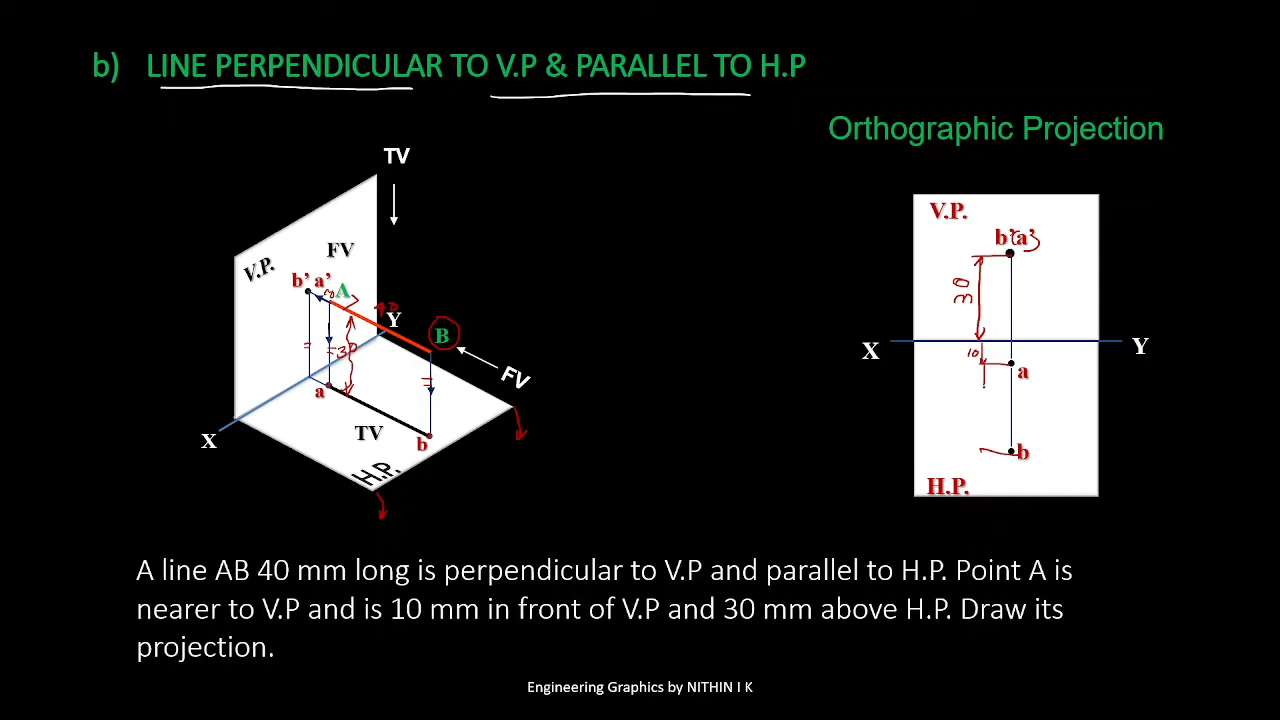 b) LINE PERPENDICULAR TO V.P & PARALLEL TO H.P
Orthographic Projection
TV
V.P.
FV
b' a' A
10
Y
B
30
FV
a
TV
b
X
H.P.
V.P.
b'(a')
30
X
Y
10
a
b
H.P.
A line AB 40 mm long is perpendicular to V.P and parallel to H.P. Point A is
nearer to V.P and is 10 mm in front of V.P and 30 mm above H.P. Draw its
projection.
Engineering Graphics by NITHIN I K